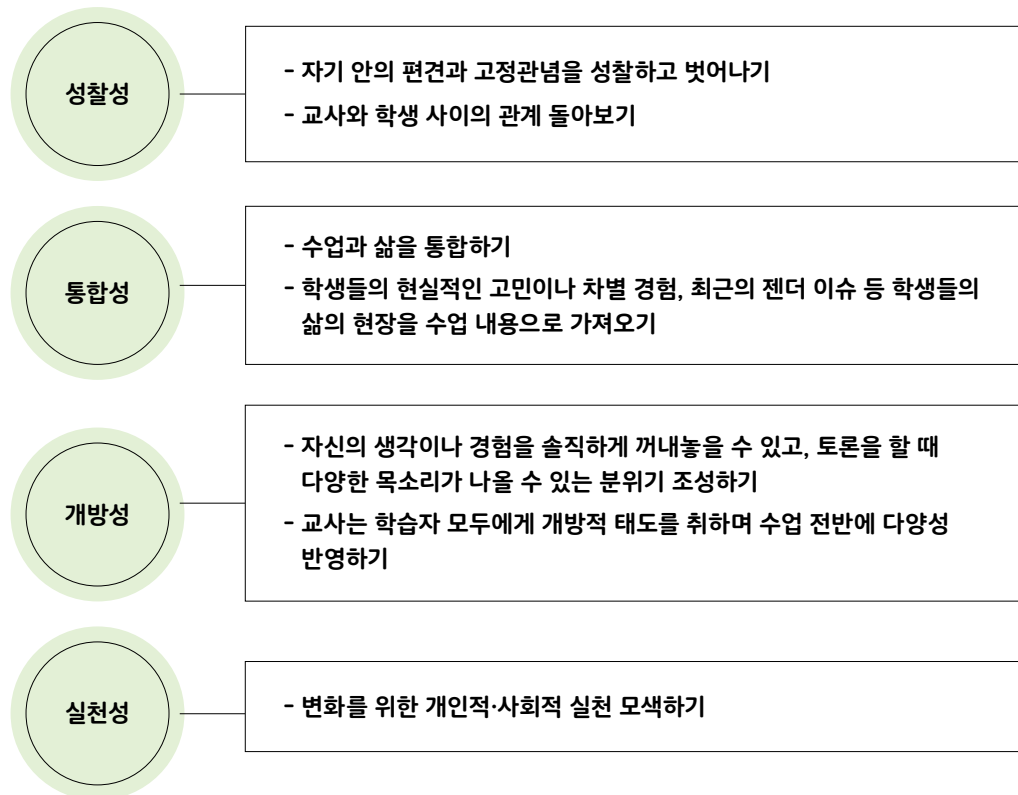 성찰성
- 자기 안의 편견과 고정관념을 성찰하고 벗어나기
- 교사와 학생 사이의 관계 돌아보기
통합성
- 수업과 삶을 통합하기
- 학생들의 현실적인 고민이나 차별 경험, 최근의 젠더 이슈 등 학생들의
삶의 현장을 수업 내용으로 가져오기
개방성
- 자신의 생각이나 경험을 솔직하게 꺼내놓을 수 있고, 토론을 할 때
다양한 목소리가 나올 수 있는 분위기 조성하기
- 교사는 학습자 모두에게 개방적 태도를 취하며 수업 전반에 다양성
반영하기
실천성
- 변화를 위한 개인적·사회적 실천 모색하기